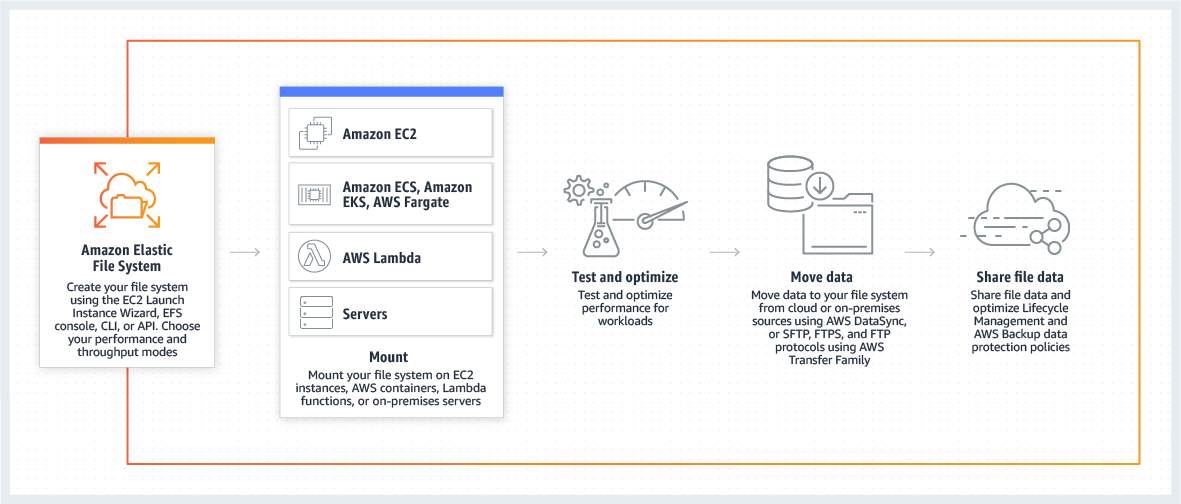 Amazon Elastic
File System
Create your file system
using the EC2 Launch
Instance Wizard, EFS
console, CLI, or API. Choose
your performance and
throughput modes
Amazon EC2
Amazon ECS, Amazon
EKS, AWS Fargate
AWS Lambda
Servers
Mount
Mount your file system on EC2
instances, AWS containers, Lambda
functions, or on-premises servers
Test and optimize
Test and optimize
performance for
workloads
Move data
Move data to your file system
from cloud or on-premises
sources using AWS DataSync,
or SFTP, FTPS, and FTP
protocols using AWS
Transfer Family
Share file data
Share file data and
optimize Lifecycle
Management and
AWS Backup data
protection policies